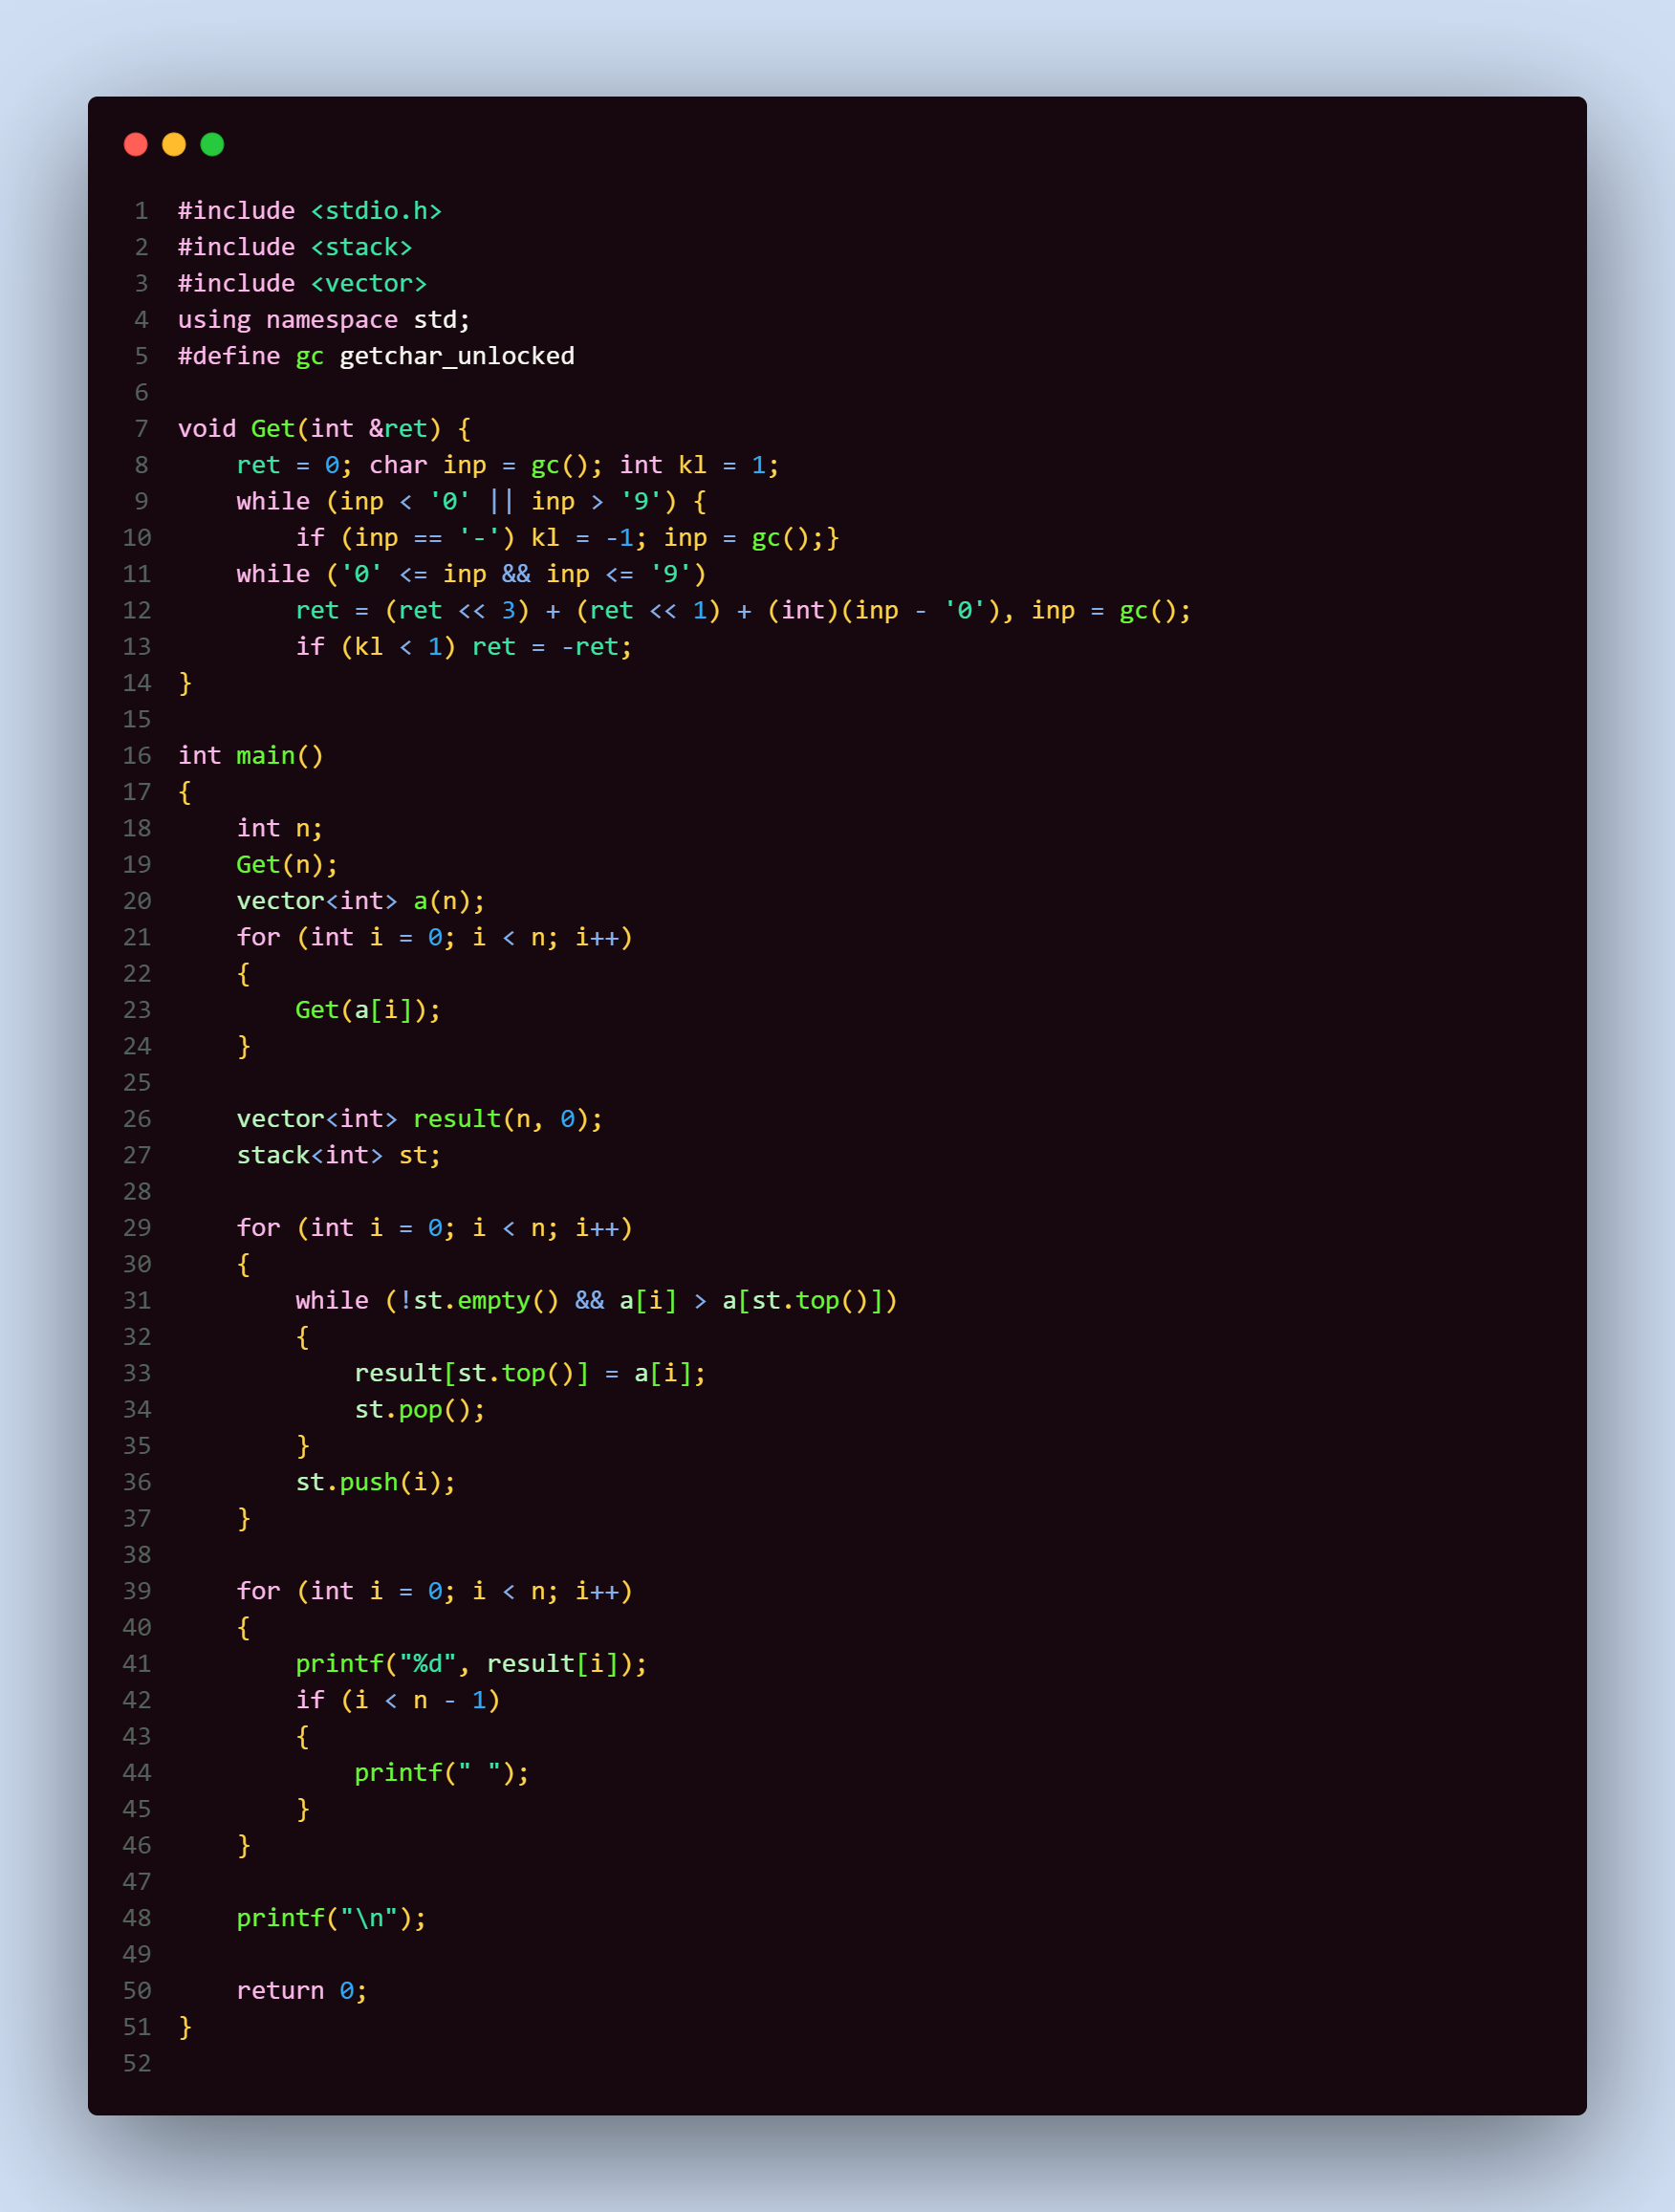 1 #include <stdio.h>
2 #include <stack>
3 #include <vector>
4 using namespace std;
5 #define gc getchar_unlocked
6
7 void Get(int &ret) {
8     ret = 0; char inp = gc(); int kl = 1;
9     while (inp < '0' || inp > '9') {
10         if (inp == '-') kl = -1; inp = gc();}
11     while ('0' <= inp && inp <= '9')
12         ret = (ret << 3) + (ret << 1) + (int)(inp - '0'), inp = gc();
13         if (kl < 1) ret = -ret;
14 }
15
16 int main()
17 {
18     int n;
19     Get(n);
20     vector<int> a(n);
21     for (int i = 0; i < n; i++)
22     {
23         Get(a[i]);
24     }
25
26     vector<int> result(n, 0);
27     stack<int> st;
28
29     for (int i = 0; i < n; i++)
30     {
31         while (!st.empty() && a[i] > a[st.top()])
32         {
33             result[st.top()] = a[i];
34             st.pop();
35         }
36         st.push(i);
37     }
38
39     for (int i = 0; i < n; i++)
40     {
41         printf("%d", result[i]);
42         if (i < n - 1)
43         {
44             printf(" ");
45         }
46     }
47
48     printf("\n");
49
50     return 0;
51 }
52